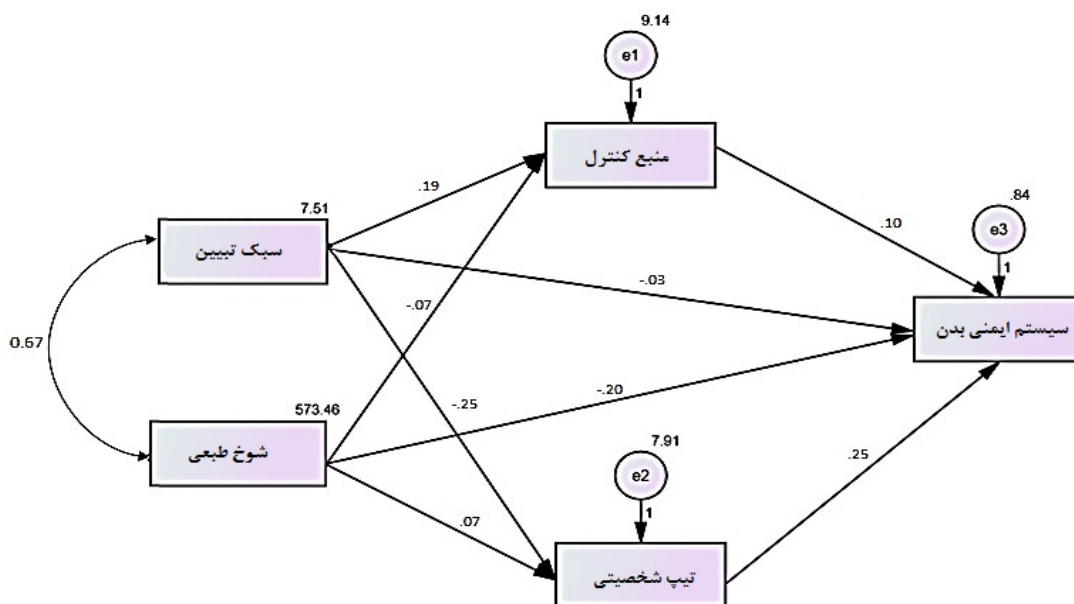 9.14
e1
1
منبع کنترل
.19
7.51
سبک تبیین
.10
.84
e3
1
-.03
-.07
سیستم ایمنی بدن
0.67
-.20
-.25
573.46
شوخ طبعی
7.91
e2
.25
1
.07
تیپ شخصیتی